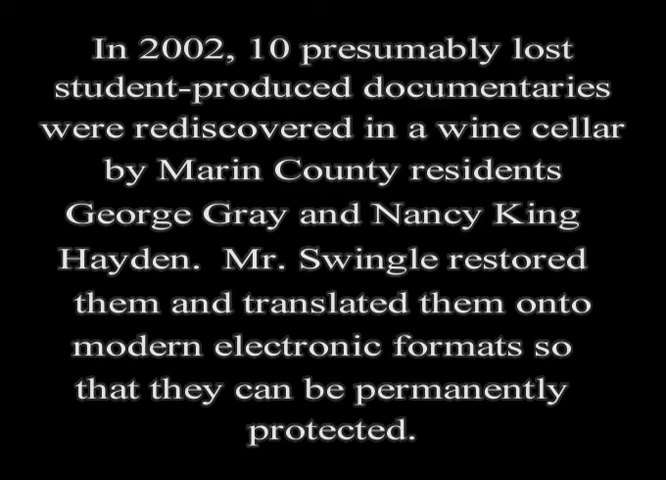 In 2002, 10 presumably lost
student-produced documentaries
were rediscovered in a wine cellar
by Marin County residents
George Gray and Nancy King
Hayden.  Mr. Swingle restored
them and translated them onto
modern electronic formats so
that they can be permanently
protected.